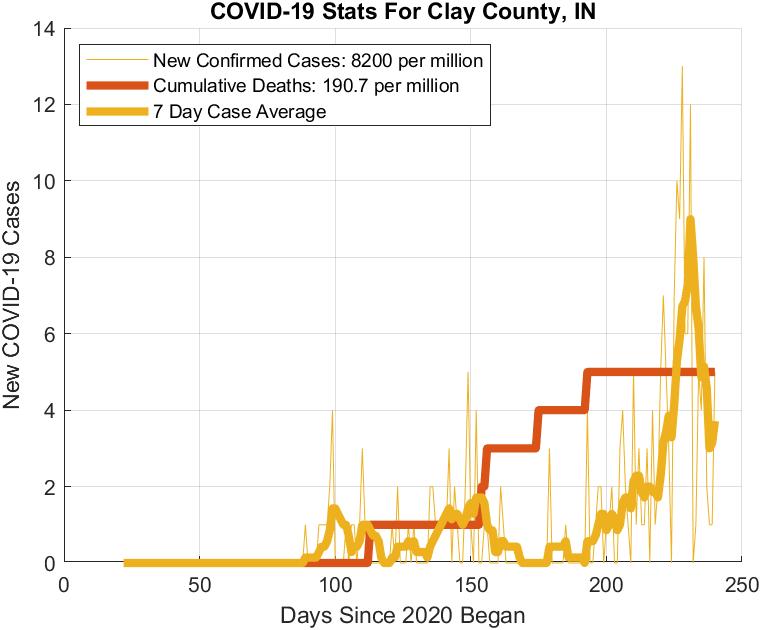 COVID-19 Stats For Clay County, IN
14
12
10
8
6
4
2
0
New COVID-19 Cases
New Confirmed Cases: 8200 per million
Cumulative Deaths: 190.7 per million
7 Day Case Average
0
50
100
150
200
250
Days Since 2020 Began